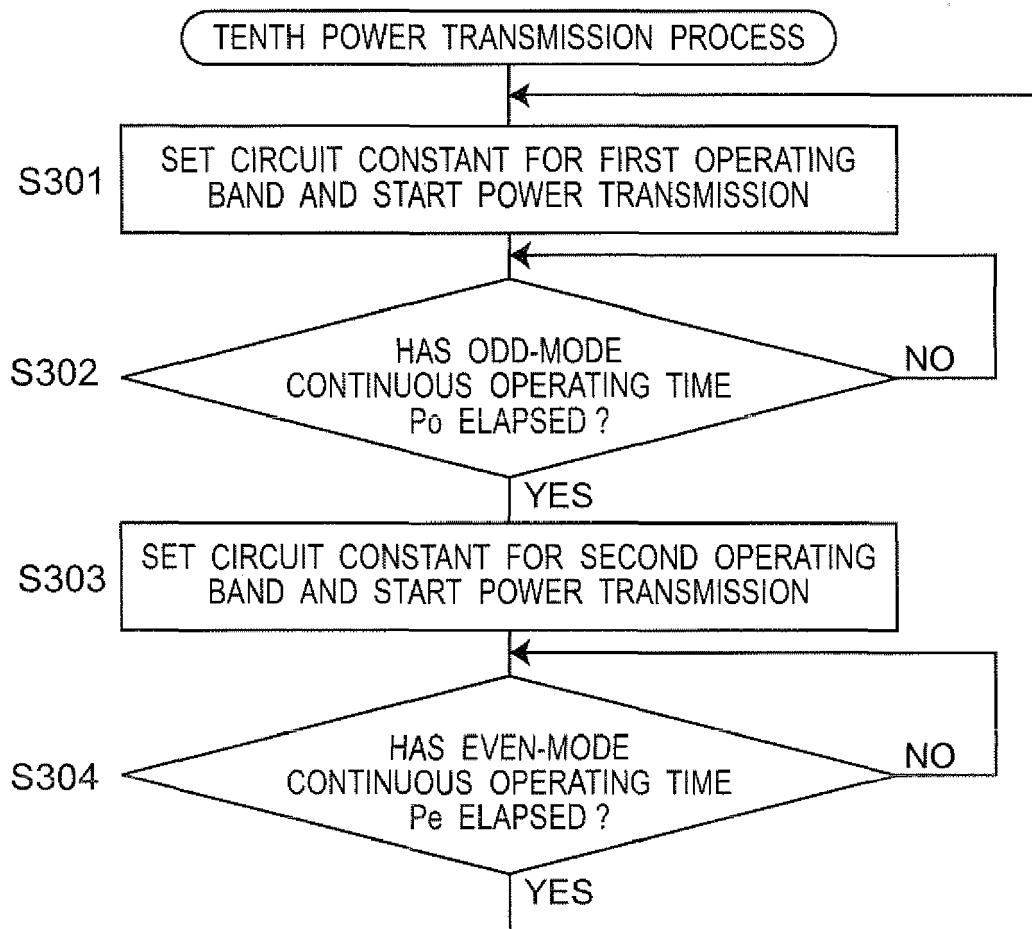 TENTH POWER TRANSMISSION PROCESS
S301
SET CIRCUIT CONSTANT FOR FIRST OPERATING
BAND AND START POWER TRANSMISSION
S302
HAS ODD-MODE
CONTINUOUS OPERATING TIME
Po ELAPSED ?
NO
YES
S303
SET CIRCUIT CONSTANT FOR SECOND OPERATING
BAND AND START POWER TRANSMISSION
S304
HAS EVEN-MODE
CONTINUOUS OPERATING TIME
Pe ELAPSED ?
NO
YES